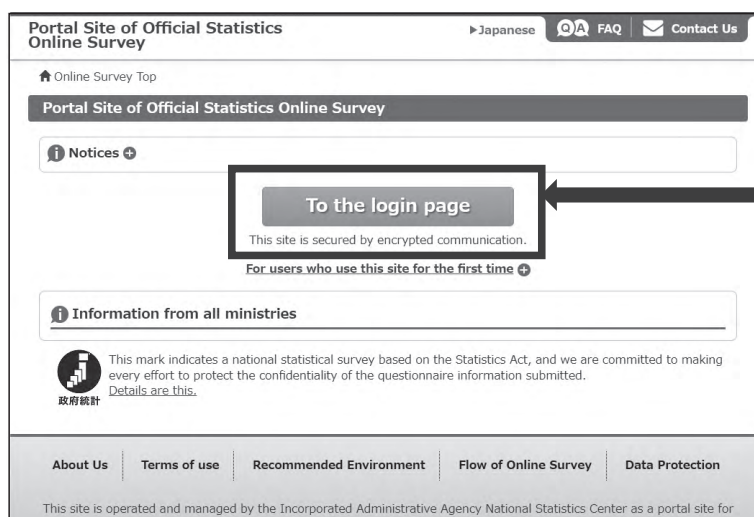 Portal Site of Official Statistics
Online Survey
▶Japanese
Q A FAQ
Contact Us
Online Survey Top
Portal Site of Official Statistics Online Survey
Notices
To the login page
This site is secured by encrypted communication.
For users who use this site for the first time
Information from all ministries
This mark indicates a national statistical survey based on the Statistics Act, and we are committed to making
every effort to protect the confidentiality of the questionnaire information submitted.
Details are this.
政府統計
About Us
Terms of use
Recommended Environment
Flow of Online Survey
Data Protection
This site is operated and managed by the Incorporated Administrative Agency National Statistics Center as a portal site for